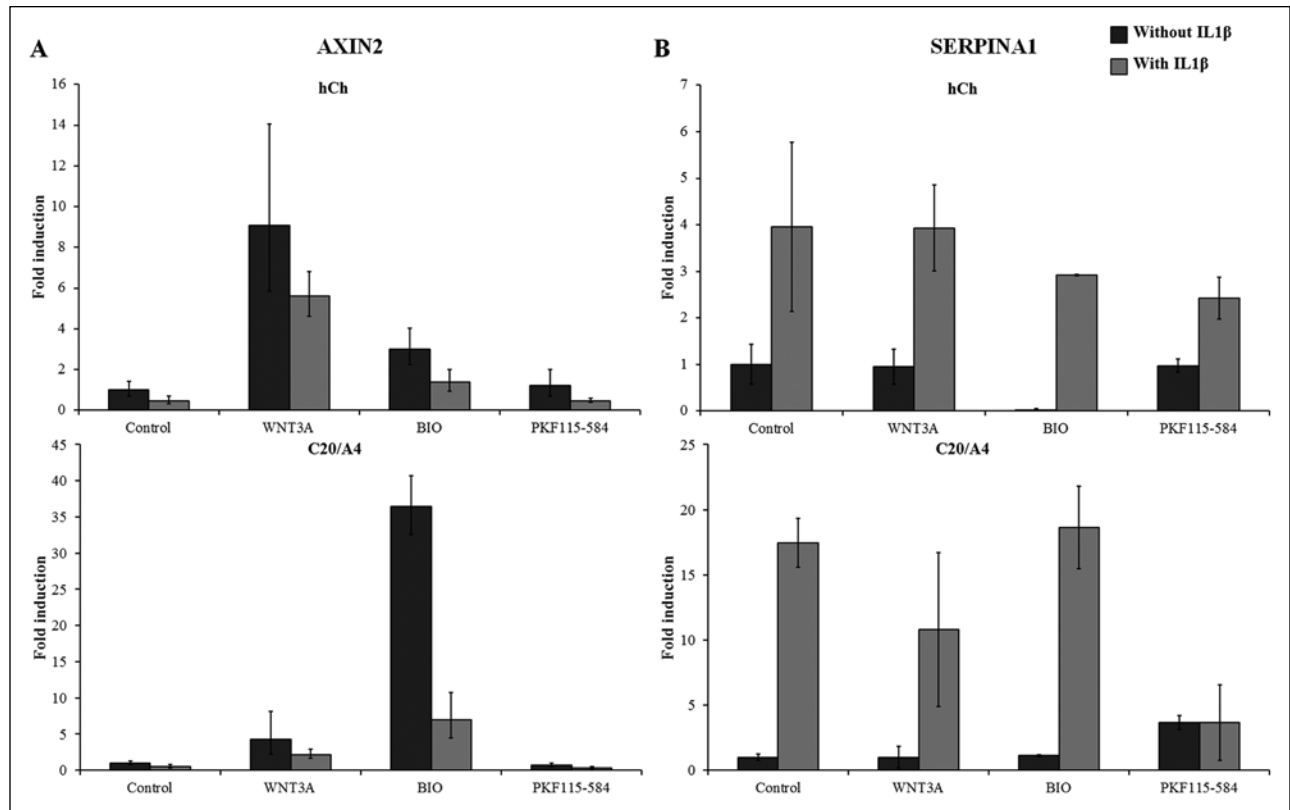 A
AXIN2
hCh
Fold induction
16
14
12
10
8
6
4
2
0
Control
WNT3A
BIO
PKF115-584
C20/A4
Fold induction
45
40
35
30
25
20
15
10
5
0
Control
WNT3A
BIO
PKF115-584
B
SERPINA1
Without IL1β
With IL1β
hCh
Fold induction
7
6
5
4
3
2
1
0
Control
WNT3A
BIO
PKF115-584
C20/A4
Fold induction
25
20
15
10
5
0
Control
WNT3A
BIO
PKF115-584